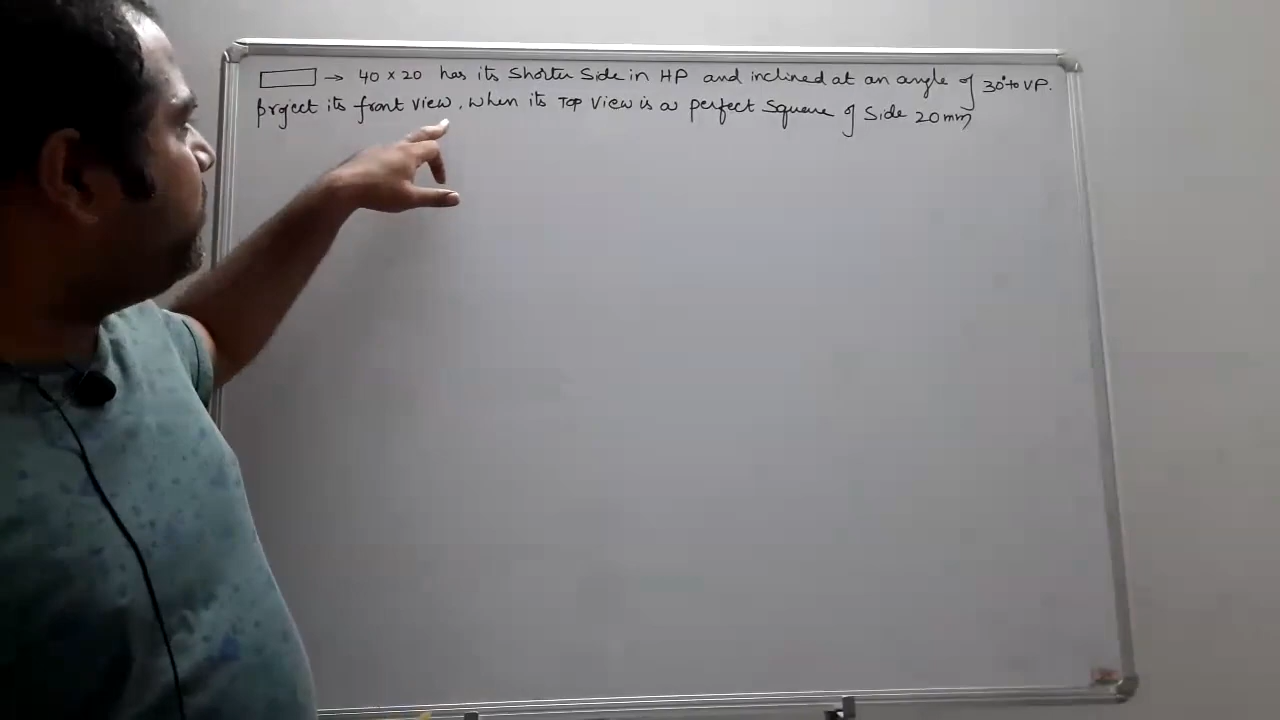 → 40 × 20 has its shorter side in HP and inclined at an angle of 30° to VP.
project its front view, when its Top view is a perfect square of side 20mm